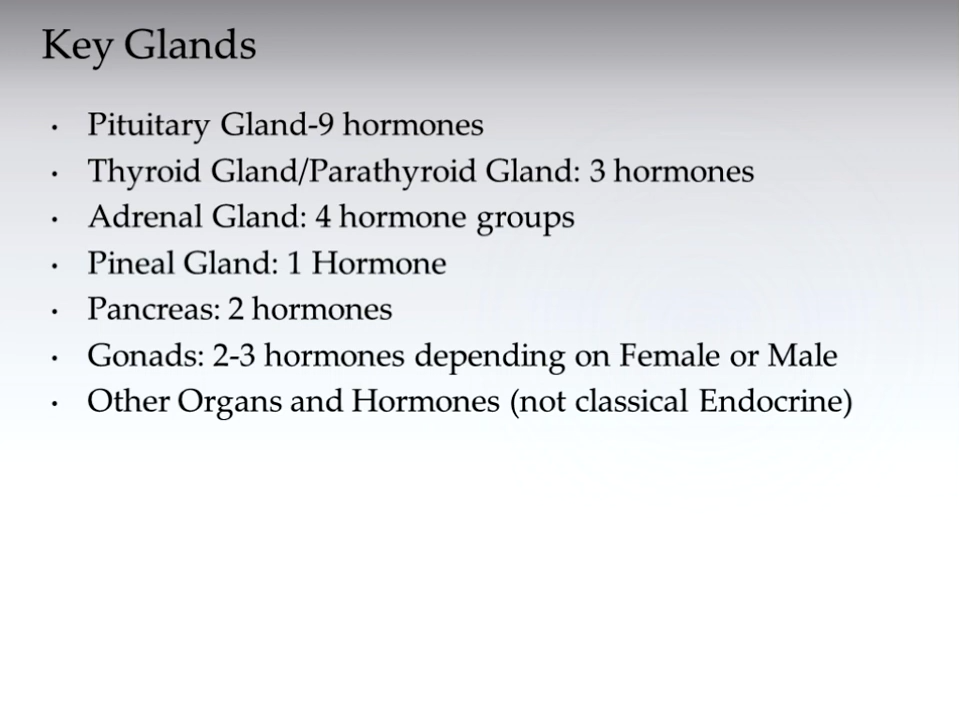 Key Glands
• Pituitary Gland-9 hormones
• Thyroid Gland/Parathyroid Gland: 3 hormones
• Adrenal Gland: 4 hormone groups
• Pineal Gland: 1 Hormone
• Pancreas: 2 hormones
• Gonads: 2-3 hormones depending on Female or Male
• Other Organs and Hormones (not classical Endocrine)